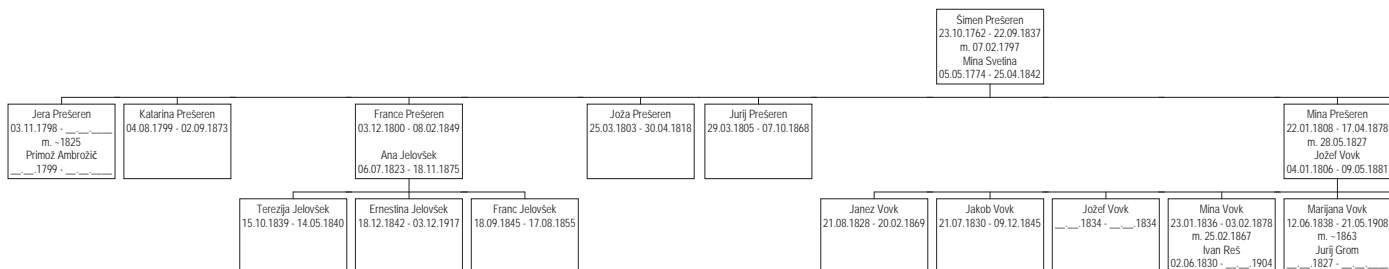 Šimen Prešeren
23.10.1762 - 22.09.1837
m. 07.02.1797
Mina Svetina
05.05.1774 - 25.04.1842
Jera Prešeren
03.11.1798 - __.__.____
m. ~1825
Primož Ambrožič
__.__.1799 - __.__.____
Katarina Prešeren
04.08.1799 - 02.09.1873
France Prešeren
03.12.1800 - 08.02.1849
Ana Jelovšek
06.07.1823 - 18.11.1875
Joža Prešeren
25.03.1803 - 30.04.1818
Jurij Prešeren
29.03.1805 - 07.10.1868
Mina Prešeren
22.01.1808 - 17.04.1878
m. 28.05.1827
Jožef Vovk
04.01.1806 - 09.05.1881
Terezija Jelovšek
15.10.1839 - 14.05.1840
Ernestina Jelovšek
18.12.1842 - 03.12.1917
Franc Jelovšek
18.09.1845 - 17.08.1855
Janez Vovk
21.08.1828 - 20.02.1869
Jakob Vovk
21.07.1830 - 09.12.1845
Jožef Vovk
__.__.1834 - __.__.1834
Mina Vovk
23.01.1836 - 03.02.1878
m. 25.02.1867
Ivan Reš
02.06.1830 - __.__.1904
Marijana Vovk
12.06.1838 - 21.05.1908
m. ~1863
Jurij Grom
__.__.1827 - __.__.____